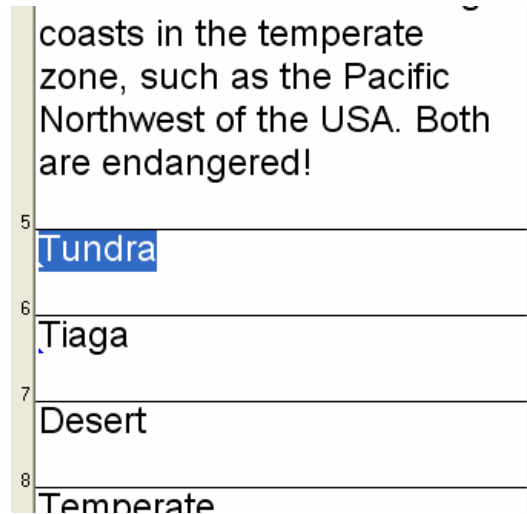 coasts in the temperate
zone, such as the Pacific
Northwest of the USA. Both
are endangered!
5
Tundra
6
Tiaga
7
Desert
8
Temperate